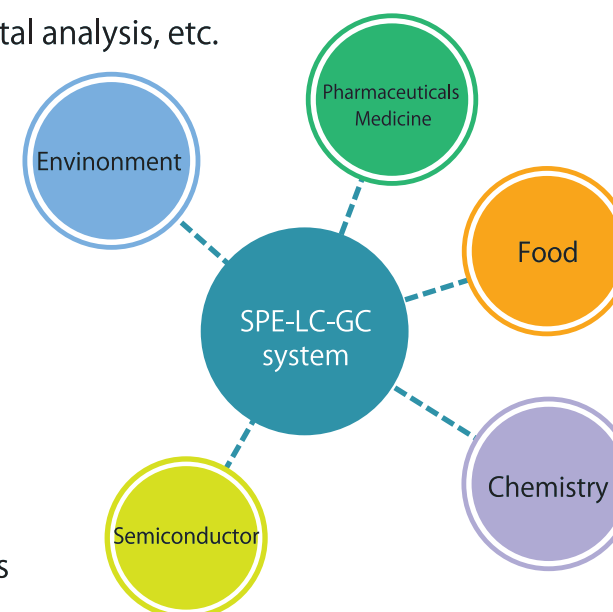 tal analysis, etc.
Pharmaceuticals
Medicine
Envinonment
Food
SPE-LC-GC
system
Chemistry
Semiconductor
s